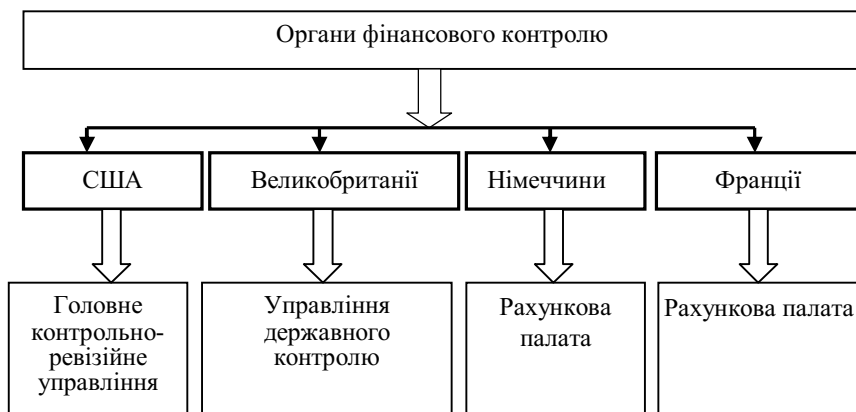 Органи фінансового контролю
США
Великобританії
Німеччини
Франції
Головне
контрольно-
ревізійне
управління
Управління
державного
контролю
Рахункова
палата
Рахункова палата